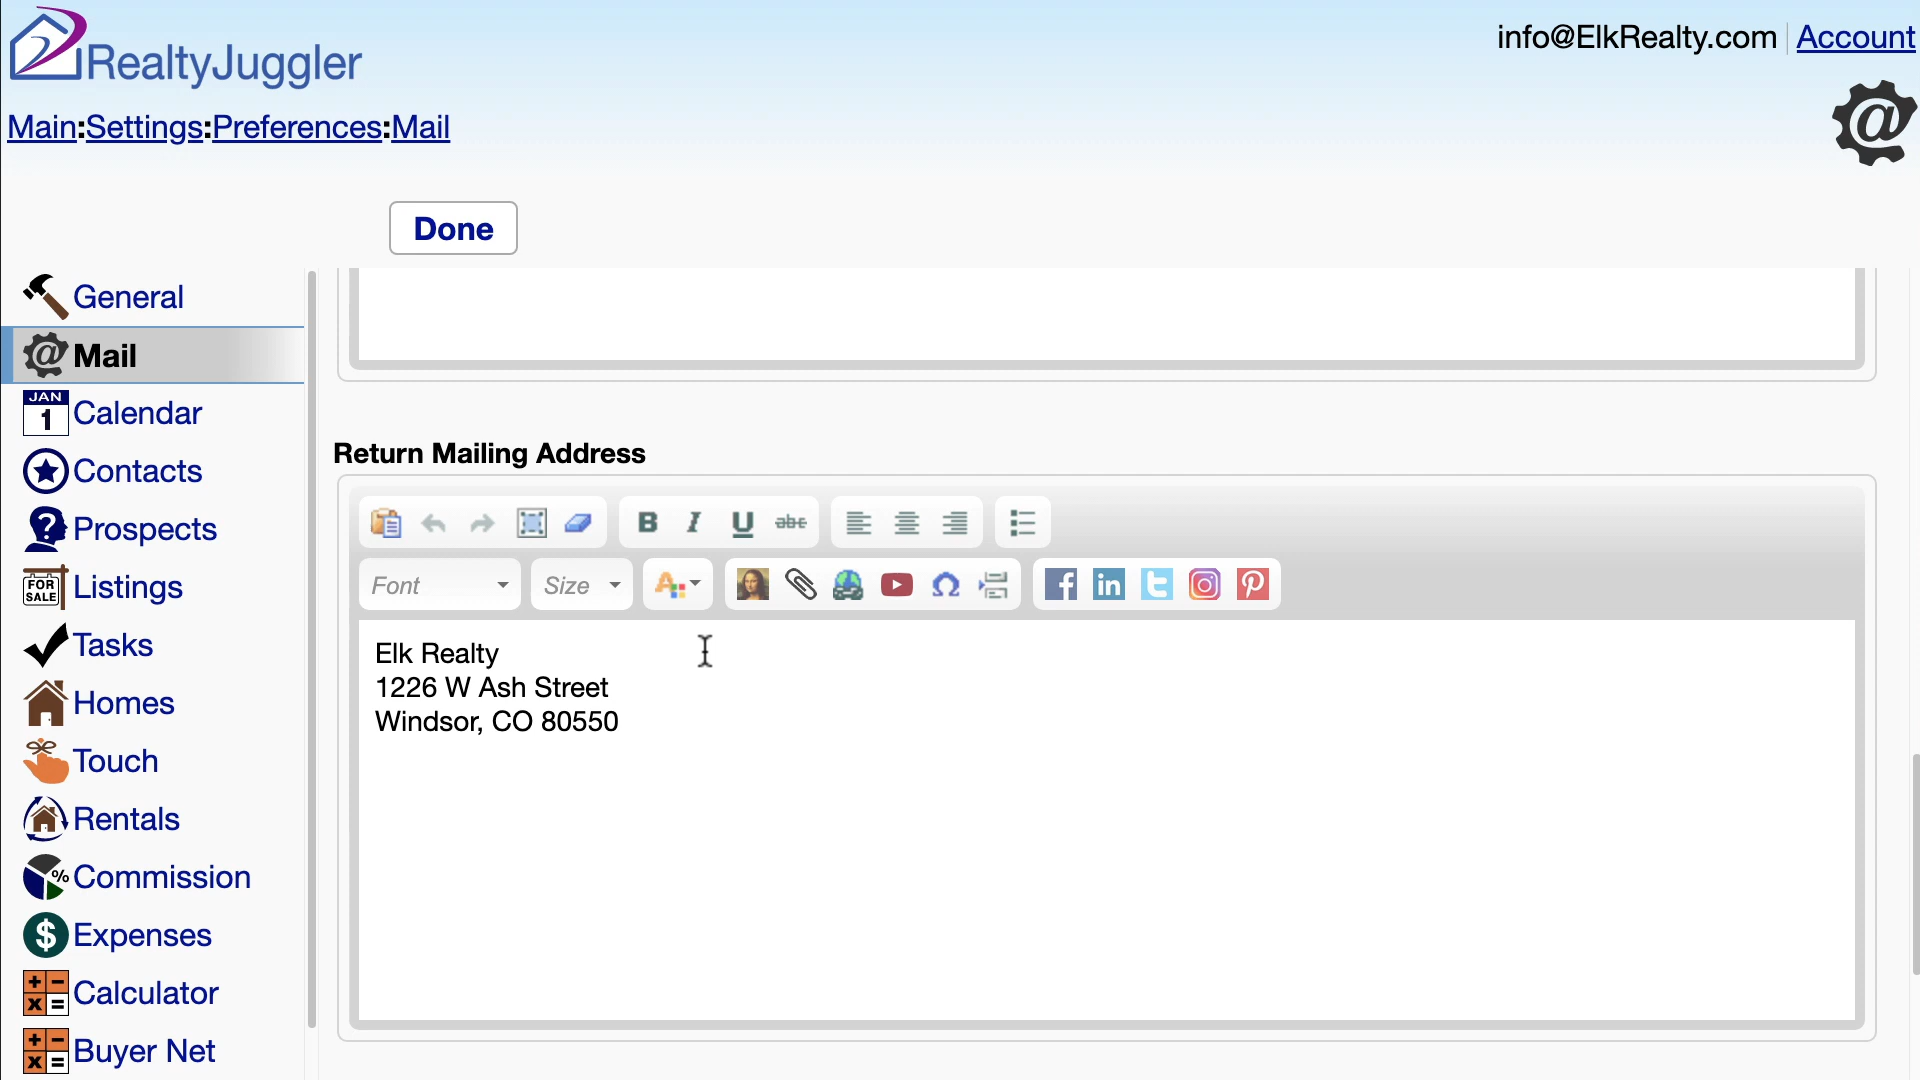 RealtyJuggler
info@ElkRealty.com Account
Main:Settings:Preferences:Mail
@
Done
General
@ Mail
JAN
1
Calendar
Contacts
? Prospects
FOR
SALE
Listings
Tasks
Homes
Touch
Rentals
% Commission
$ Expenses
+ −
x =
Calculator
+ −
x =
Buyer Net
Return Mailing Address
B I U abc
Font Size A Ω f in t
Elk Realty
1226 W Ash Street
Windsor, CO 80550